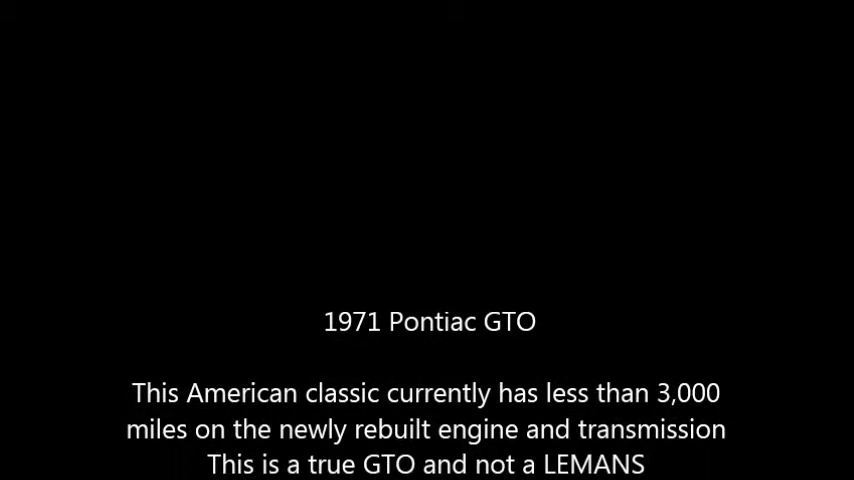 1971 Pontiac GTO
This American classic currently has less than 3,000
miles on the newly rebuilt engine and transmission
This is a true GTO and not a LEMANS